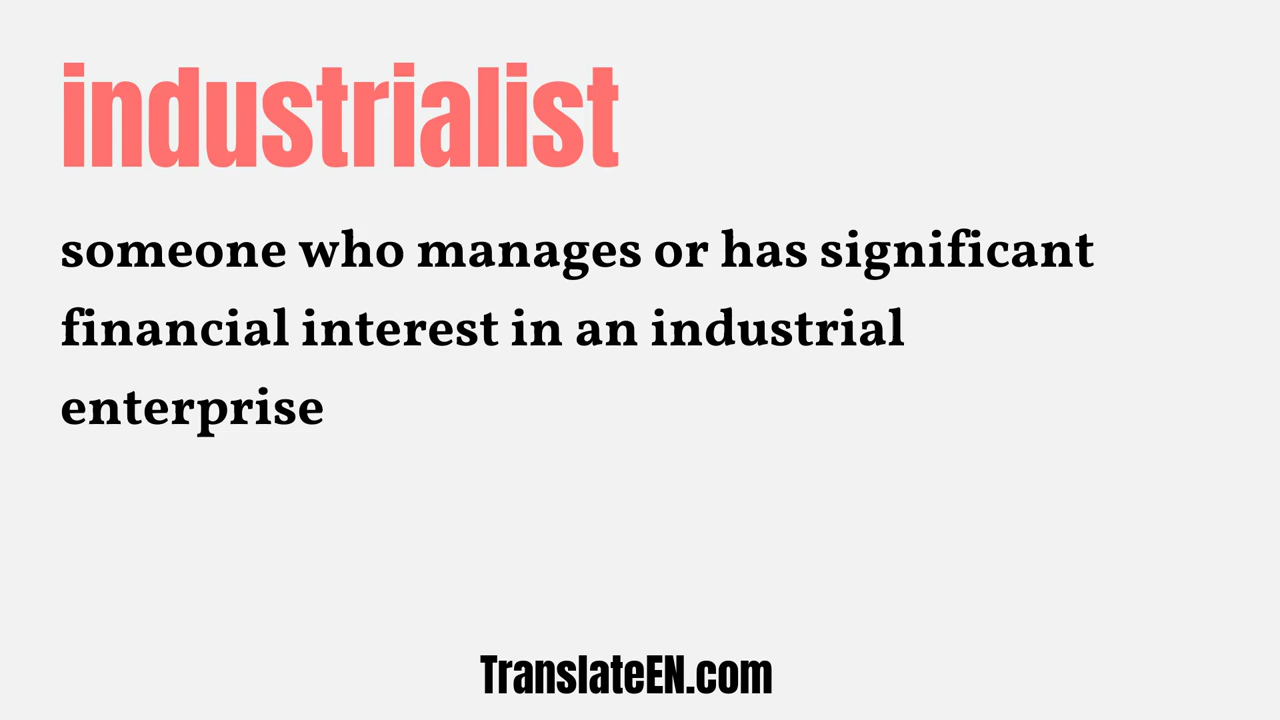 industrialist
someone who manages or has significant
financial interest in an industrial
enterprise
TranslateEN.com